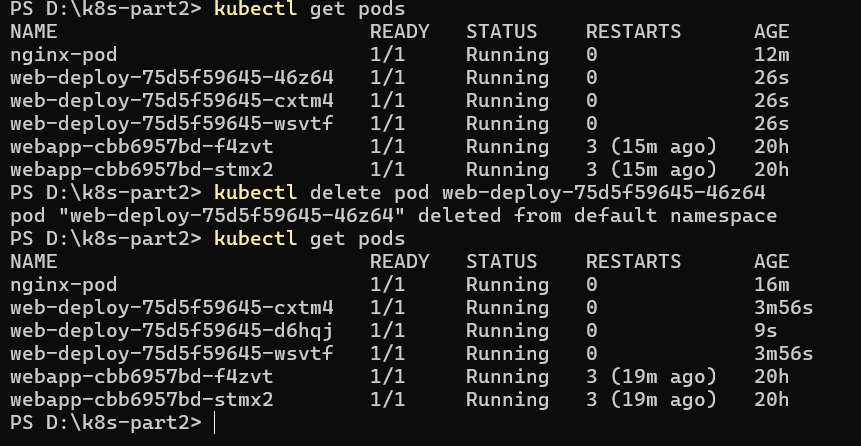 PS D:\k8s-part2> kubectl get pods
NAME READY STATUS RESTARTS AGE
nginx-pod 1/1 Running 0 12m
web-deploy-75d5f59645-46z64 1/1 Running 0 26s
web-deploy-75d5f59645-cxtm4 1/1 Running 0 26s
web-deploy-75d5f59645-wsvtf 1/1 Running 0 26s
webapp-cbb6957bd-f4zvt 1/1 Running 3 (15m ago) 20h
webapp-cbb6957bd-stmx2 1/1 Running 3 (15m ago) 20h
PS D:\k8s-part2> kubectl delete pod web-deploy-75d5f59645-46z64
pod "web-deploy-75d5f59645-46z64" deleted from default namespace
PS D:\k8s-part2> kubectl get pods
NAME READY STATUS RESTARTS AGE
nginx-pod 1/1 Running 0 16m
web-deploy-75d5f59645-cxtm4 1/1 Running 0 3m56s
web-deploy-75d5f59645-d6hqj 1/1 Running 0 9s
web-deploy-75d5f59645-wsvtf 1/1 Running 0 3m56s
webapp-cbb6957bd-f4zvt 1/1 Running 3 (19m ago) 20h
webapp-cbb6957bd-stmx2 1/1 Running 3 (19m ago) 20h
PS D:\k8s-part2>